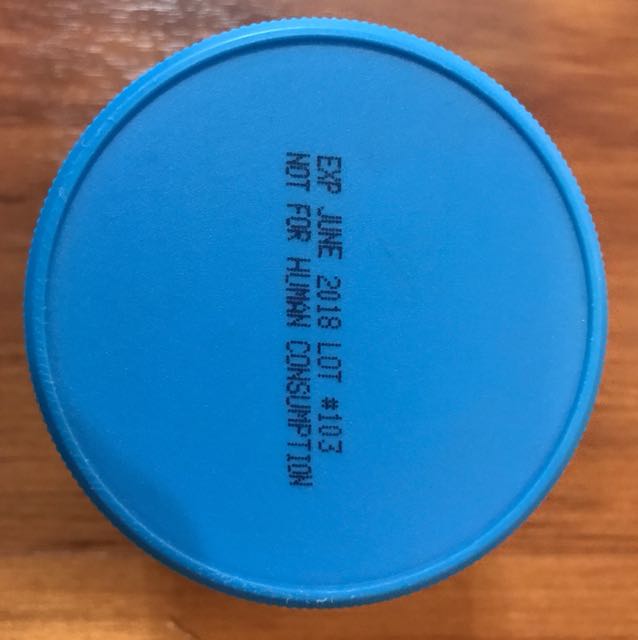 EXP JUNE 2018 LOT #103
NOT FOR HUMAN CONSUMPTION